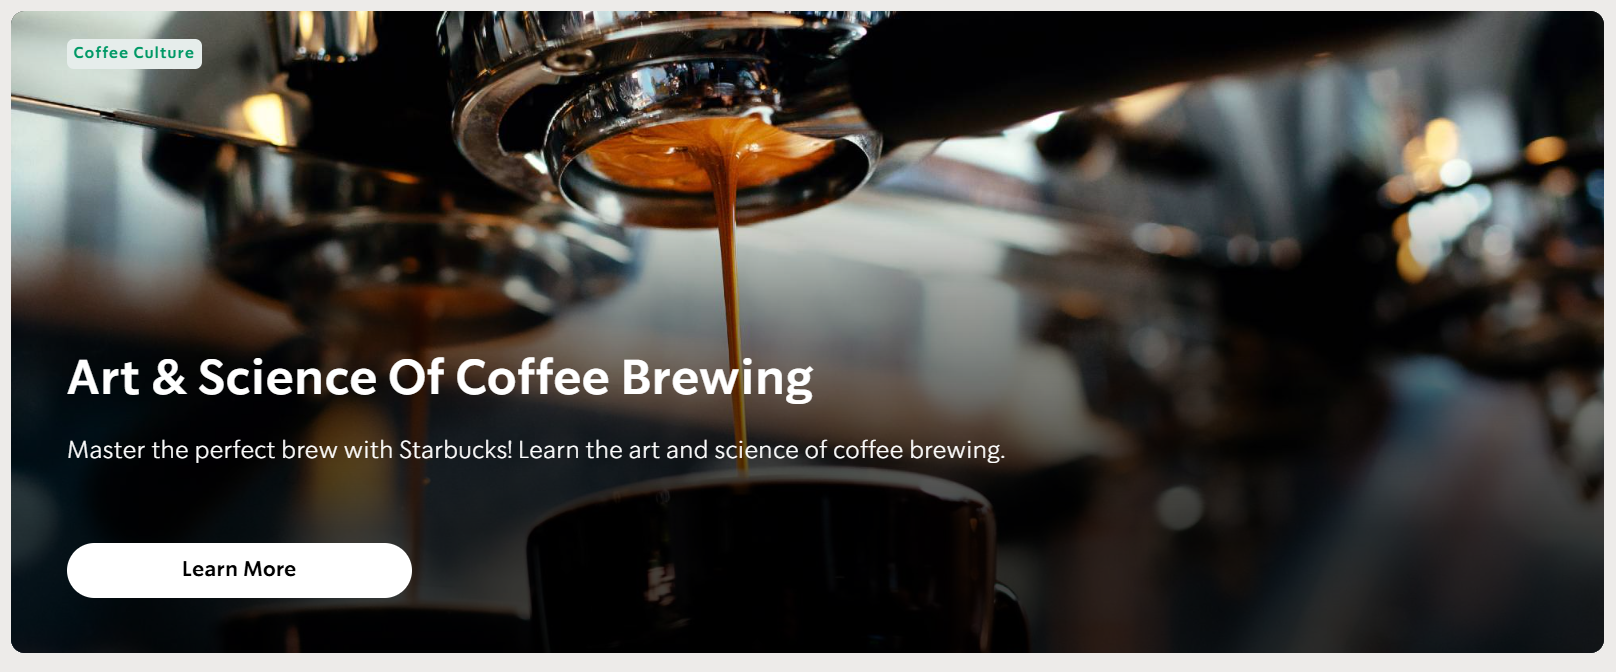 Coffee Culture
Art & Science Of Coffee Brewing
Master the perfect brew with Starbucks! Learn the art and science of coffee brewing.
Learn More